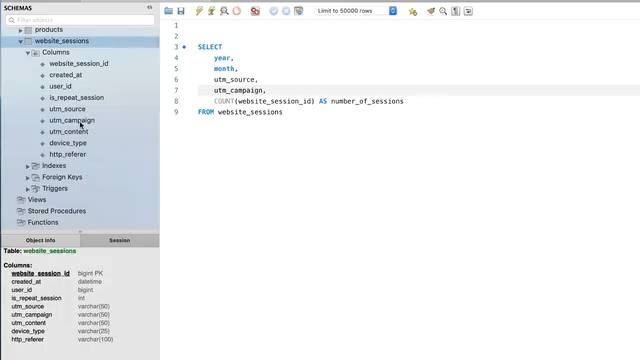 SCHEMAS
Filter objects
products
website_sessions
Columns
website_session_id
created_at
user_id
is_repeat_session
utm_source
utm_campaign
utm_content
device_type
http_referer
Indexes
Foreign Keys
Triggers
Views
Stored Procedures
Functions
Object Info Session
Table: website_sessions
Columns:
website_session_id bigint PK
created_at datetime
user_id bigint
is_repeat_session int
utm_source varchar(50)
utm_campaign varchar(50)
utm_content varchar(50)
device_type varchar(25)
http_referer varchar(100)
Limit to 50000 rows
1
2
3 SELECT
4 year,
5 month,
6 utm_source,
7 utm_campaign,
8 COUNT(website_session_id) AS number_of_sessions
9 FROM website_sessions